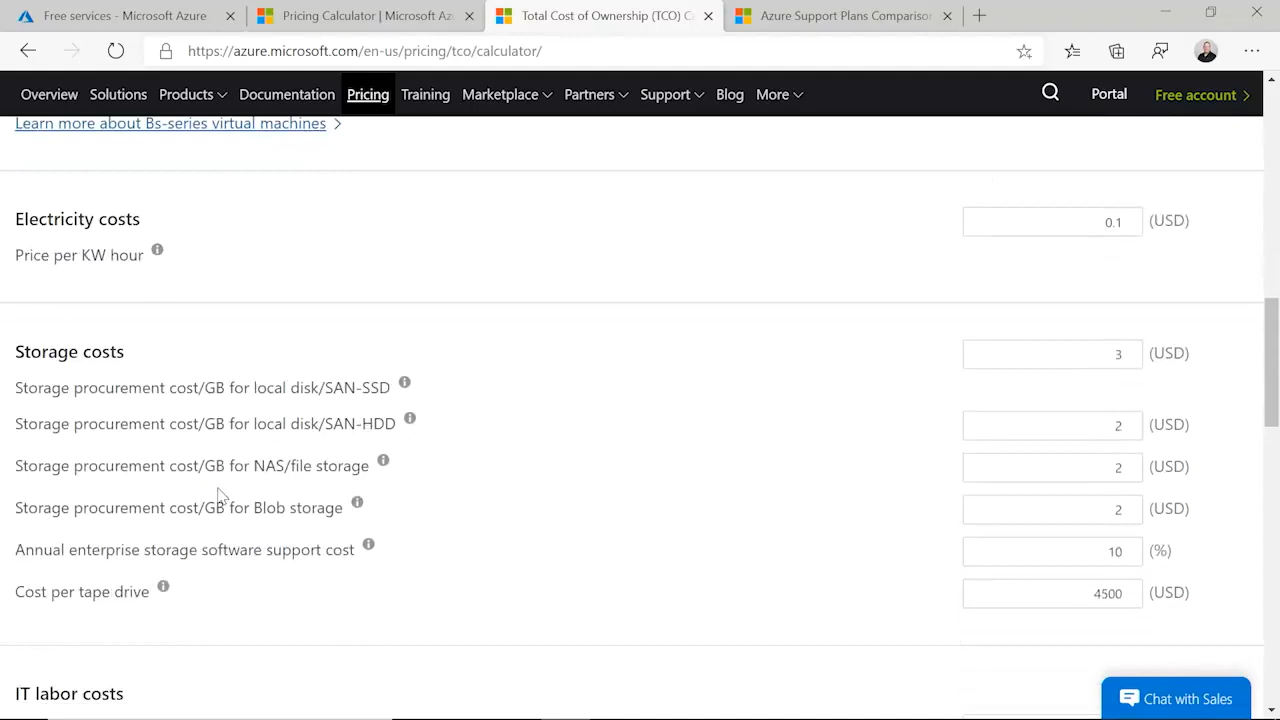 Free services - Microsoft Azure
Pricing Calculator | Microsoft Az
Total Cost of Ownership (TCO) C
Azure Support Plans Comparison
https://azure.microsoft.com/en-us/pricing/tco/calculator/
Overview Solutions Products Documentation Pricing Training Marketplace Partners Support Blog More Portal Free account
Learn more about Bs-series virtual machines
Electricity costs
0.1 (USD)
Price per KW hour
Storage costs
3 (USD)
Storage procurement cost/GB for local disk/SAN-SSD
Storage procurement cost/GB for local disk/SAN-HDD 2 (USD)
Storage procurement cost/GB for NAS/file storage 2 (USD)
Storage procurement cost/GB for Blob storage 2 (USD)
Annual enterprise storage software support cost 10 (%)
Cost per tape drive 4500 (USD)
IT labor costs
Chat with Sales